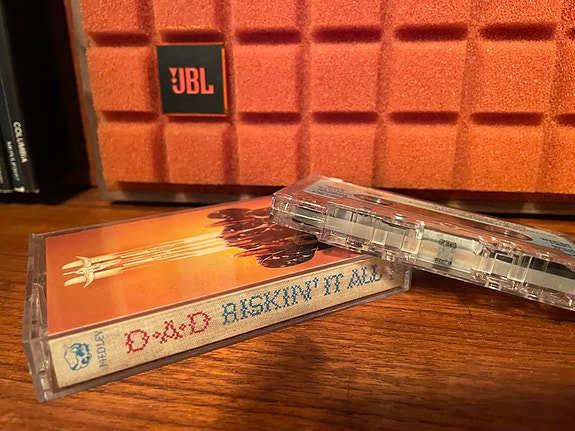 JBL
COLUMBIA
D·A·D RISKIN' IT ALL
MEDLEY